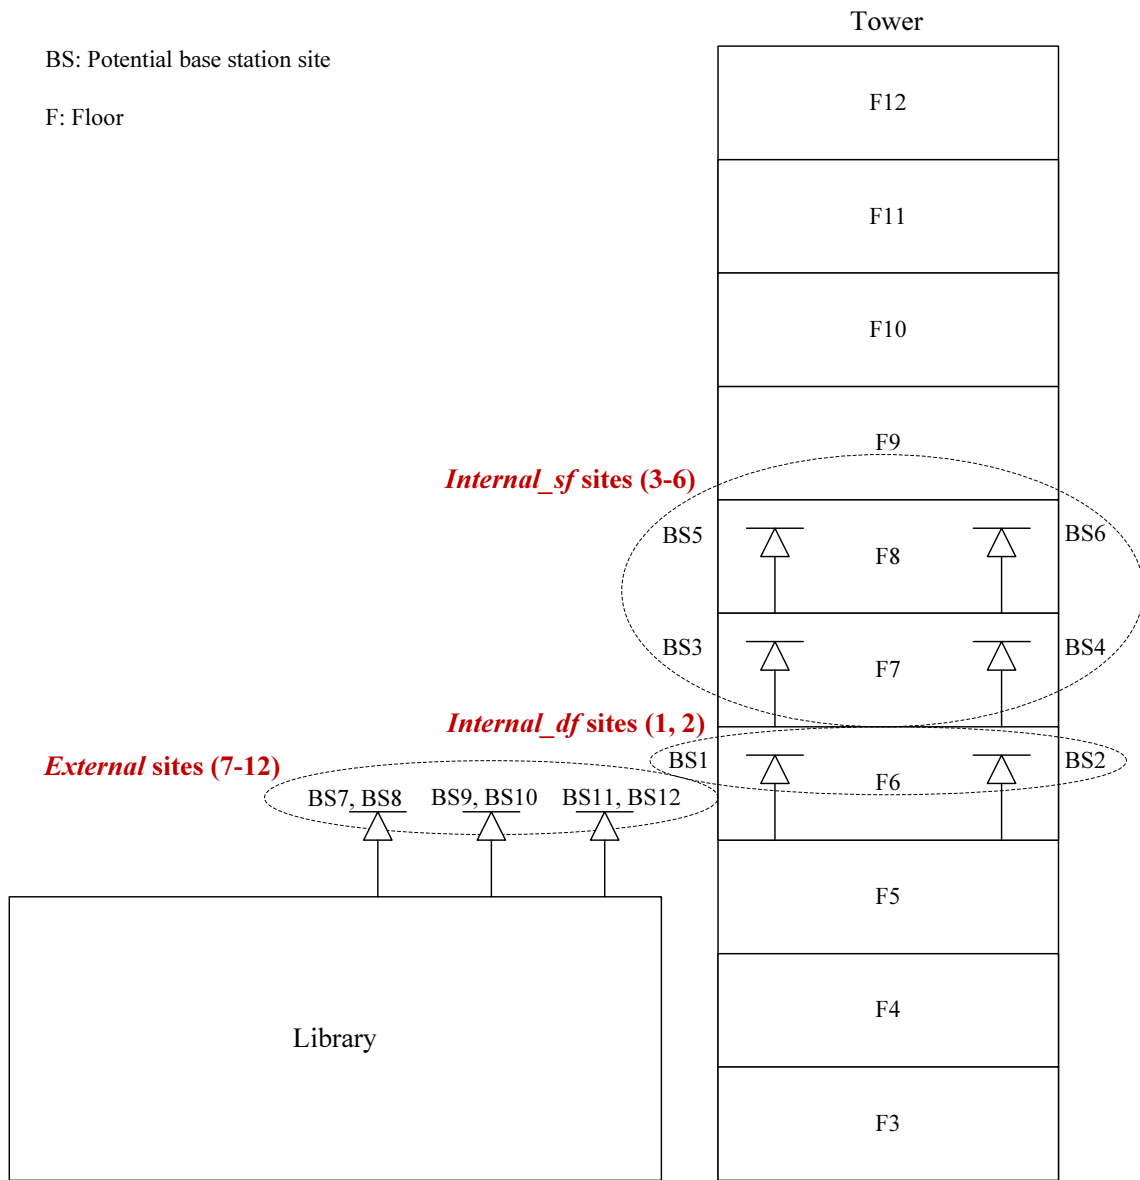 Tower
BS: Potential base station site
F12
F: Floor
F11
F10
F9
Internal_sf sites (3-6)
BS5
F8
BS6
BS3
F7
BS4
Internal_df sites (1, 2)
BS1
F6
BS2
External sites (7-12)
BS7, BS8
BS9, BS10
BS11, BS12
F5
F4
Library
F3